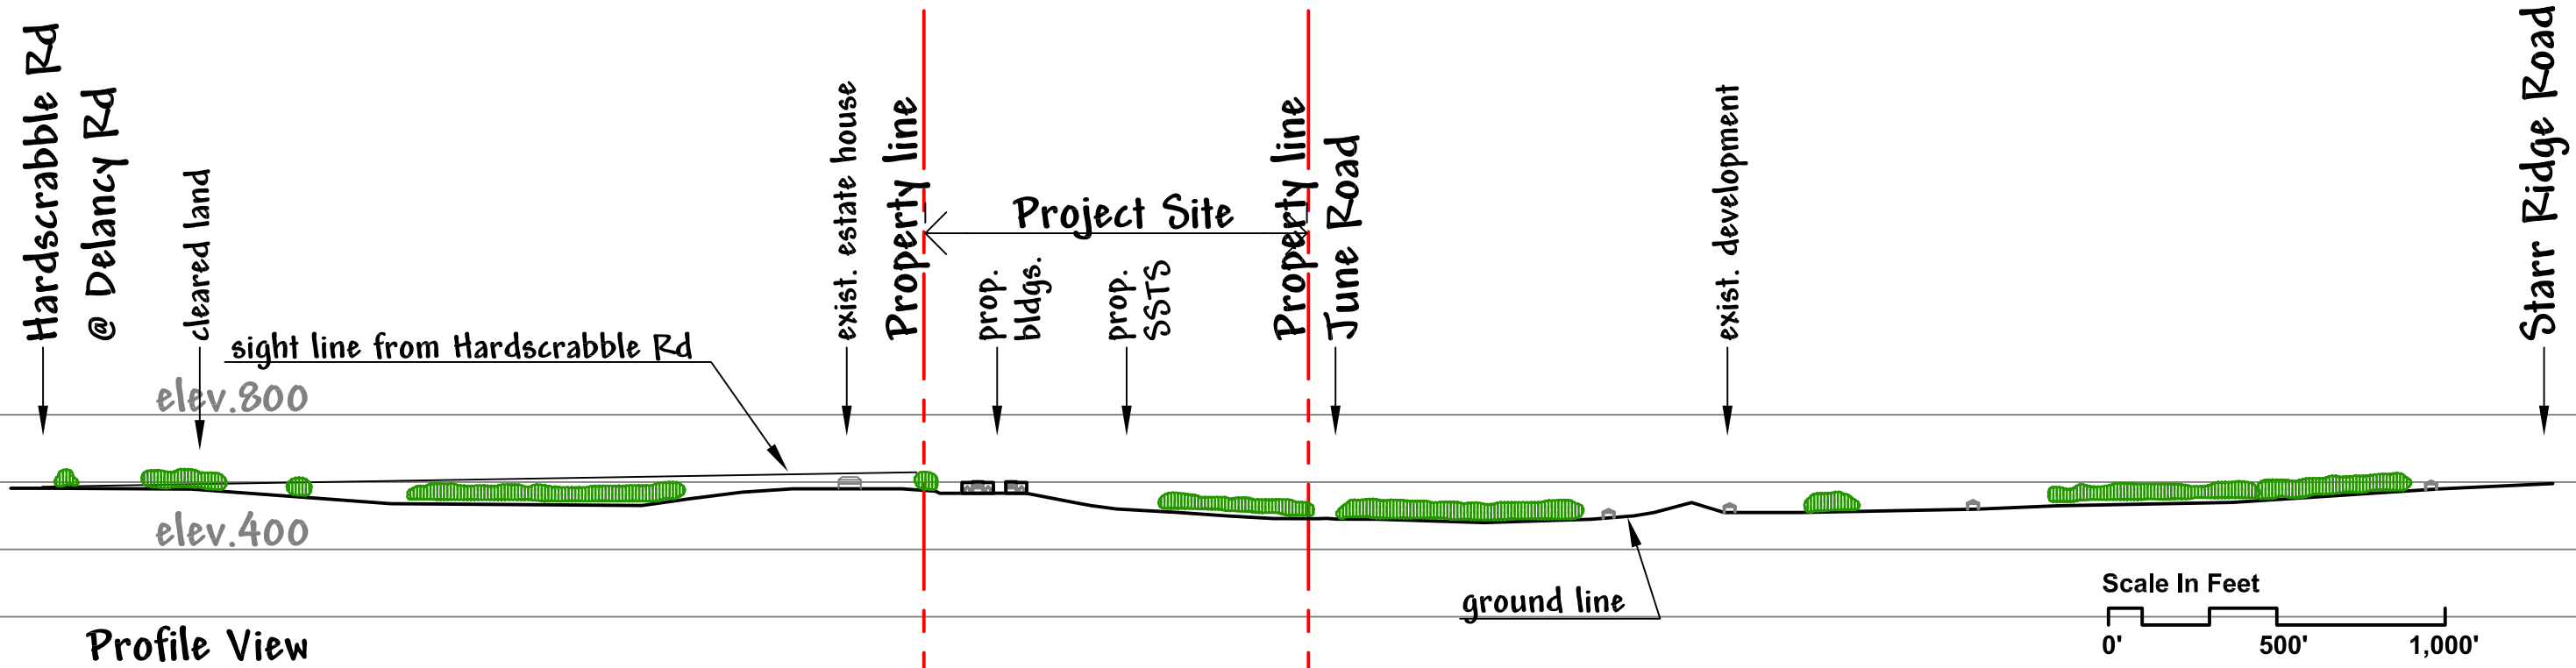 Hardscrabble Rd
@ Delancy Rd
cleared land
sight line from Hardscrabble Rd
elev.800
elev.400
exist. estate house
Property line
Project Site
prop.
bldgs.
prop.
SSTS
Property line
June Road
exist. development
ground line
Starr Ridge Road
Scale In Feet
0' 500' 1,000'
Profile View